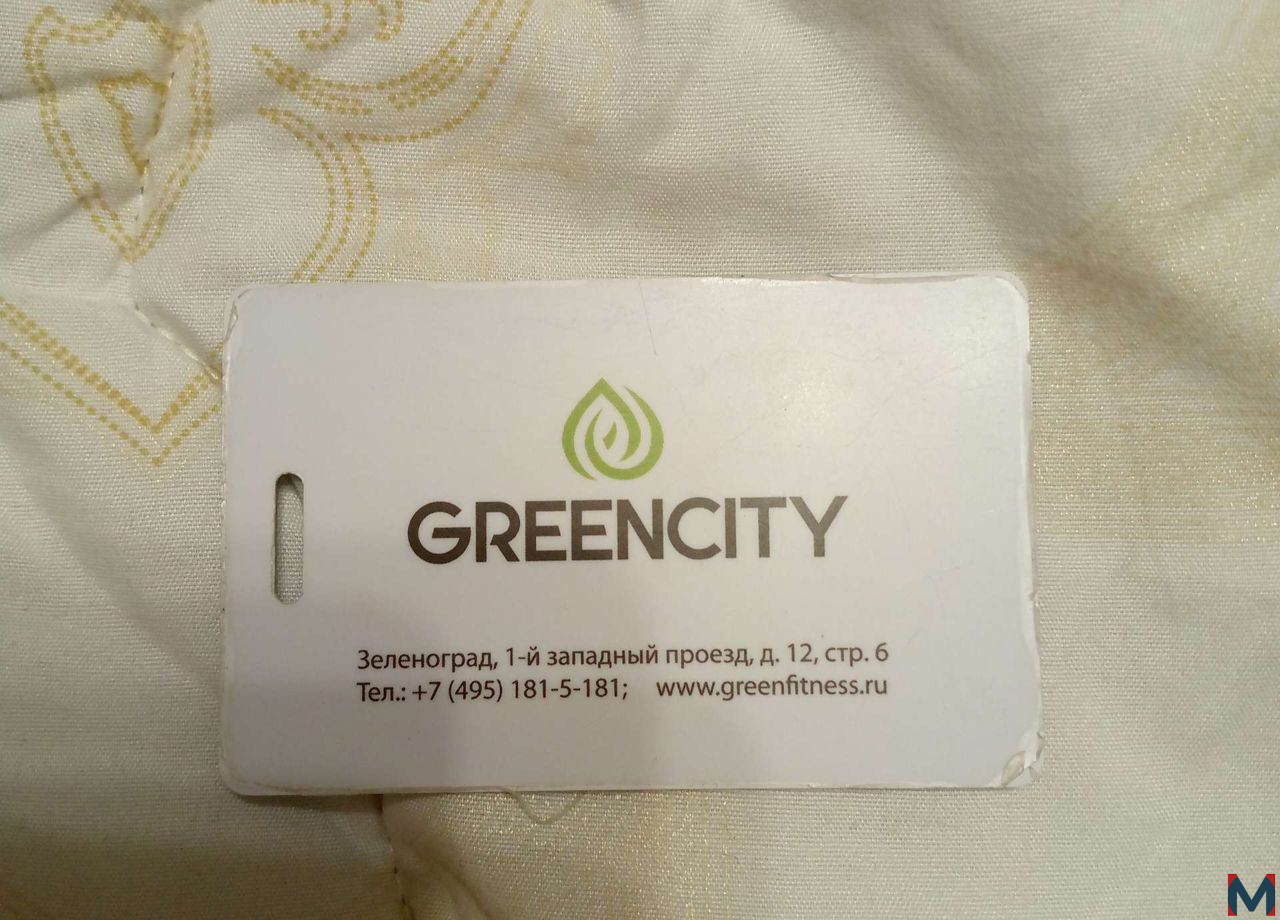 GREENCITY
Зеленоград, 1-й западный проезд, д. 12, стр. 6
Тел.: +7 (495) 181-5-181; www.greenfitness.ru
M